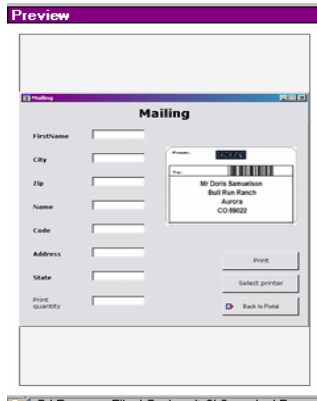 Preview
Mailing
Mailing
FirstName
City
Zip
Name
Code
Address
State
Print
quantity
From:
To:
Mr Doris Samuelson
Bull Run Ranch
Aurora
CO 89022
Print
Select printer
Back to Portal